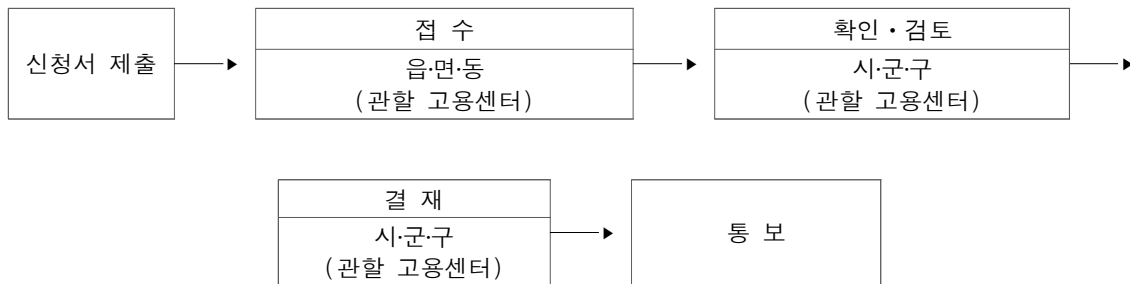 신청서 제출
접 수
읍·면·동
(관할 고용센터)
확인·검토
시·군·구
(관할 고용센터)
결 재
시·군·구
(관할 고용센터)
통 보